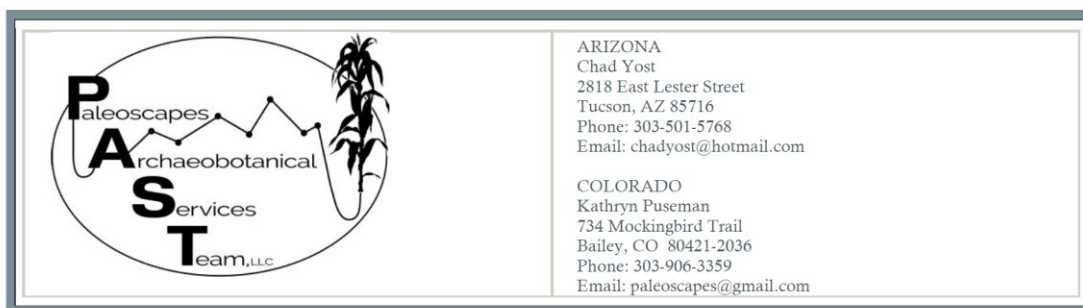 Paleoscapes
Archaeobotanical
Services
Team, LLC
ARIZONA
Chad Yost
2818 East Lester Street
Tucson, AZ 85716
Phone: 303-501-5768
Email: chadyost@hotmail.com
COLORADO
Kathryn Puseman
734 Mockingbird Trail
Bailey, CO  80421-2036
Phone: 303-906-3359
Email: paleoscapes@gmail.com